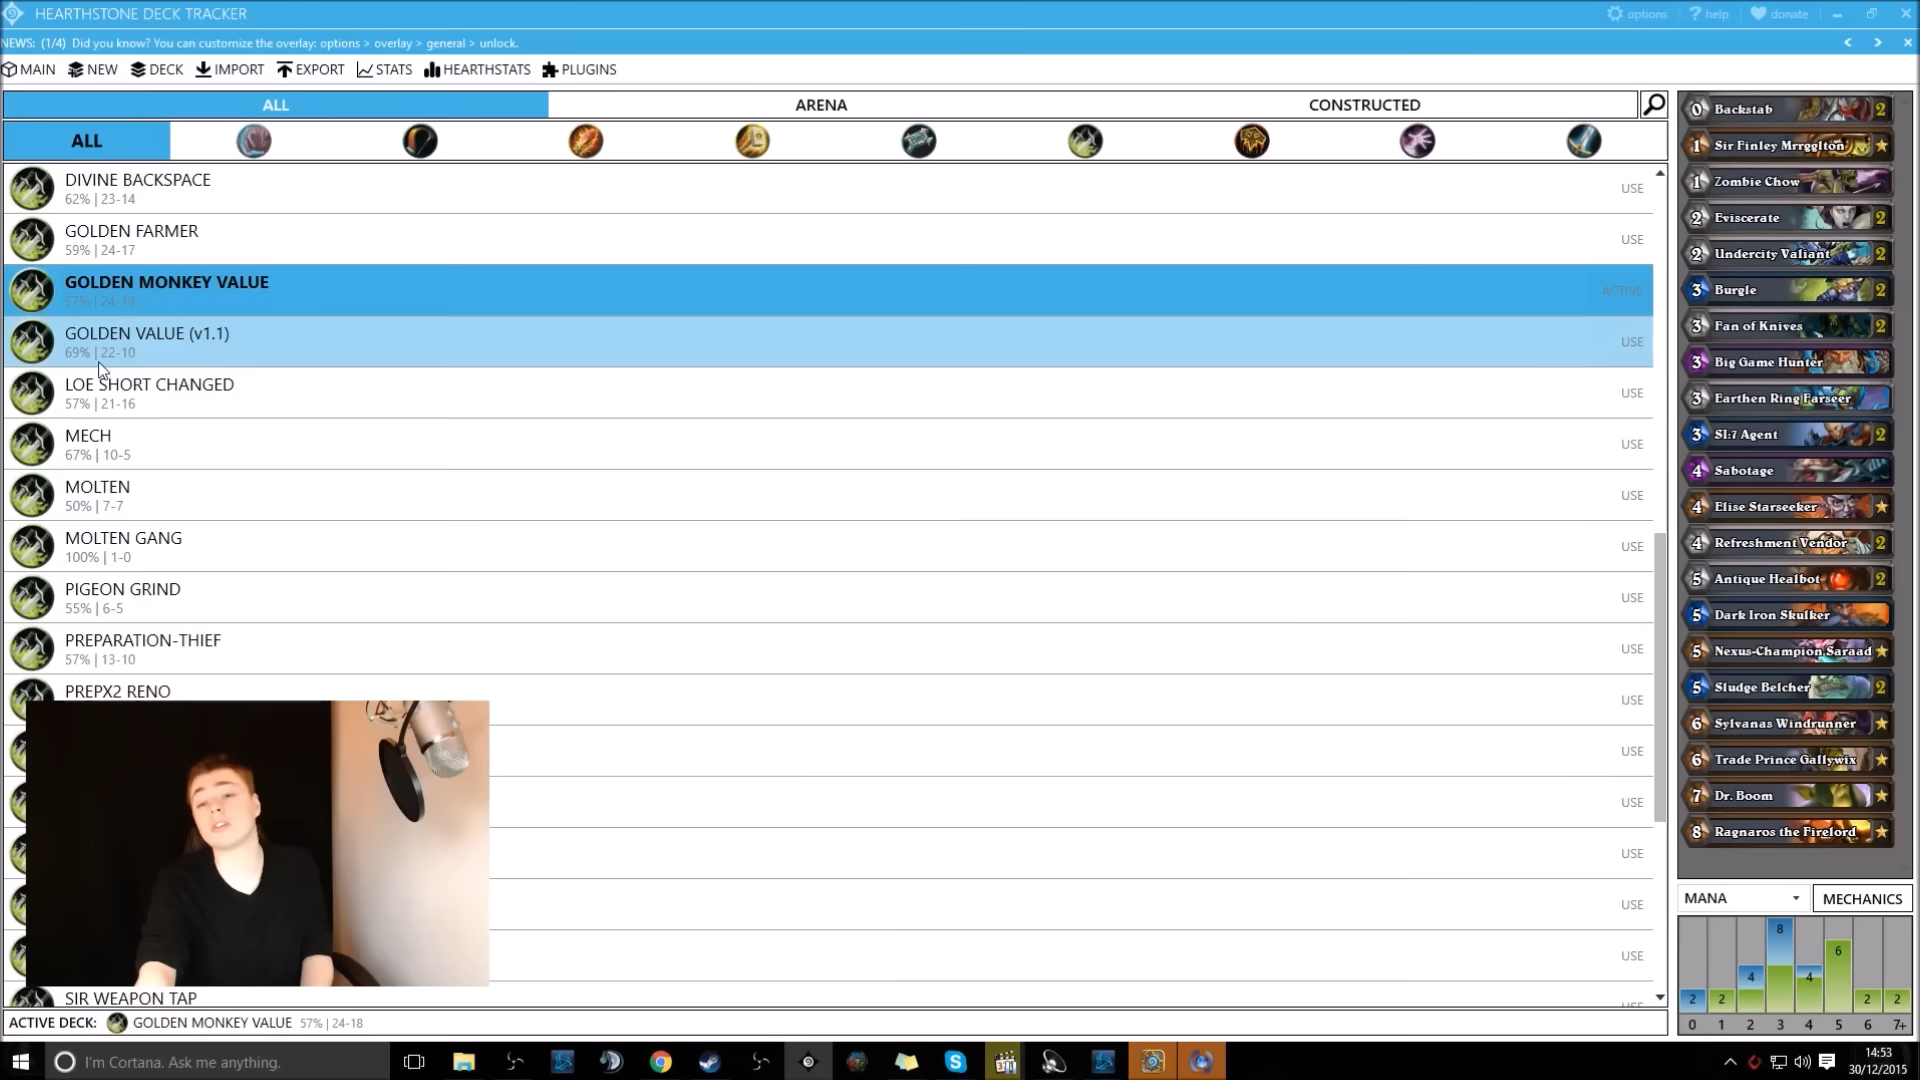 HEARTHSTONE DECK TRACKER
options
? help
donate
NEWS: (1/4) Did you know? You can customize the overlay: options > overlay > general > unlock.
MAIN NEW DECK IMPORT EXPORT STATS HEARTHSTATS PLUGINS
ALL ARENA CONSTRUCTED
ALL
DIVINE BACKSPACE
62% | 23-14
USE
GOLDEN FARMER
59% | 24-17
USE
GOLDEN MONKEY VALUE
57% | 24-18
ACTIVE
GOLDEN VALUE (v1.1)
69% | 22-10
USE
LOE SHORT CHANGED
57% | 21-16
USE
MECH
67% | 10-5
USE
MOLTEN
50% | 7-7
USE
MOLTEN GANG
100% | 1-0
USE
PIGEON GRIND
55% | 6-5
USE
PREPARATION-THIEF
57% | 13-10
USE
PREPX2 RENO
USE
USE
USE
USE
USE
USE
SIR WEAPON TAP
ACTIVE DECK: GOLDEN MONKEY VALUE 57% | 24-18
0 Backstab 2
1 Sir Finley Mrrgglton
1 Zombie Chow
2 Eviscerate 2
2 Undercity Valiant 2
3 Burgle 2
3 Fan of Knives 2
3 Big Game Hunter
3 Earthen Ring Farseer
3 SI:7 Agent 2
4 Sabotage
4 Elise Starseeker
4 Refreshment Vendor 2
5 Antique Healbot 2
5 Dark Iron Skulker
5 Nexus-Champion Saraad
5 Sludge Belcher 2
6 Sylvanas Windrunner
6 Trade Prince Gallywix
7 Dr. Boom
8 Ragnaros the Firelord
MANA MECHANICS
2 2 4 8 4 6 2 2
0 1 2 3 4 5 6 7+
I'm Cortana. Ask me anything.
14:53
30/12/2015